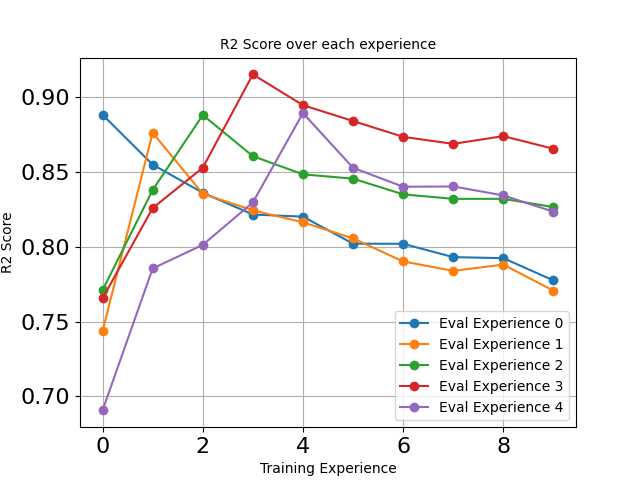 R2 Score over each experience
0.90
0.85
0.80
0.75
0.70
R2 Score
0 2 4 6 8
Training Experience
Eval Experience 0
Eval Experience 1
Eval Experience 2
Eval Experience 3
Eval Experience 4